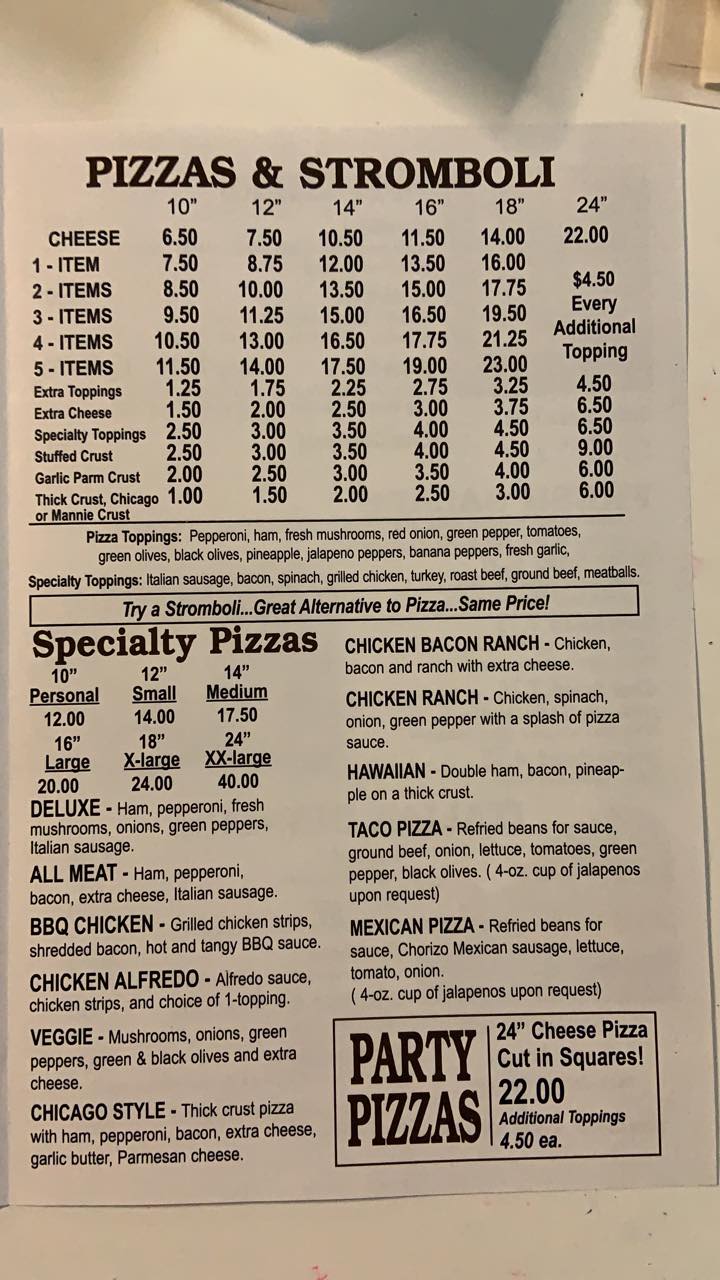 PIZZAS & STROMBOLI
10" 12" 14" 16" 18" 24"
CHEESE 6.50 7.50 10.50 11.50 14.00 22.00
1 - ITEM 7.50 8.75 12.00 13.50 16.00
2 - ITEMS 8.50 10.00 13.50 15.00 17.75 $4.50
3 - ITEMS 9.50 11.25 15.00 16.50 19.50 Every
4 - ITEMS 10.50 13.00 16.50 17.75 21.25 Additional
5 - ITEMS 11.50 14.00 17.50 19.00 23.00 Topping
Extra Toppings 1.25 1.75 2.25 2.75 3.25 4.50
Extra Cheese 1.50 2.00 2.50 3.00 3.75 6.50
Specialty Toppings 2.50 3.00 3.50 4.00 4.50 6.50
Stuffed Crust 2.50 3.00 3.50 4.00 4.50 9.00
Garlic Parm Crust 2.00 2.50 3.00 3.50 4.00 6.00
Thick Crust, Chicago 1.00 1.50 2.00 2.50 3.00 6.00
or Mannie Crust
Pizza Toppings: Pepperoni, ham, fresh mushrooms, red onion, green pepper, tomatoes,
green olives, black olives, pineapple, jalapeno peppers, banana peppers, fresh garlic,
Specialty Toppings: Italian sausage, bacon, spinach, grilled chicken, turkey, roast beef, ground beef, meatballs.
Try a Stromboli...Great Alternative to Pizza...Same Price!
Specialty Pizzas
10" 12" 14"
Personal Small Medium
12.00 14.00 17.50
16" 18" 24"
Large X-large XX-large
20.00 24.00 40.00
DELUXE - Ham, pepperoni, fresh
mushrooms, onions, green peppers,
Italian sausage.
ALL MEAT - Ham, pepperoni,
bacon, extra cheese, Italian sausage.
BBQ CHICKEN - Grilled chicken strips,
shredded bacon, hot and tangy BBQ sauce.
CHICKEN ALFREDO - Alfredo sauce,
chicken strips, and choice of 1-topping.
VEGGIE - Mushrooms, onions, green
peppers, green & black olives and extra
cheese.
CHICAGO STYLE - Thick crust pizza
with ham, pepperoni, bacon, extra cheese,
garlic butter, Parmesan cheese.
CHICKEN BACON RANCH - Chicken,
bacon and ranch with extra cheese.
CHICKEN RANCH - Chicken, spinach,
onion, green pepper with a splash of pizza
sauce.
HAWAIIAN - Double ham, bacon, pineap-
ple on a thick crust.
TACO PIZZA - Refried beans for sauce,
ground beef, onion, lettuce, tomatoes, green
pepper, black olives. ( 4-oz. cup of jalapenos
upon request)
MEXICAN PIZZA - Refried beans for
sauce, Chorizo Mexican sausage, lettuce,
tomato, onion.
( 4-oz. cup of jalapenos upon request)
PARTY
PIZZAS
24" Cheese Pizza
Cut in Squares!
22.00
Additional Toppings
4.50 ea.